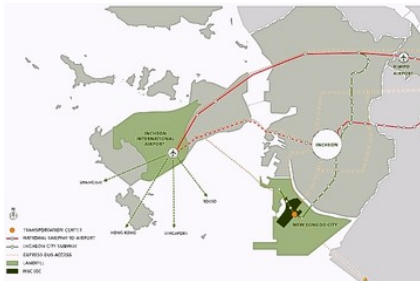 KIMPO
AIRPORT
INCHEON
INTERNATIONAL
AIRPORT
INCHEON
SHANGHAI
TOKYO
HONG KONG
SINGAPORE
NEW SONGDO CITY
TRANSPORTATION CENTER
NATIONAL RAILWAY TO AIRPORT
INCHEON CITY SUBWAY
EXPRESS BUS ACCESS
LANDFILL